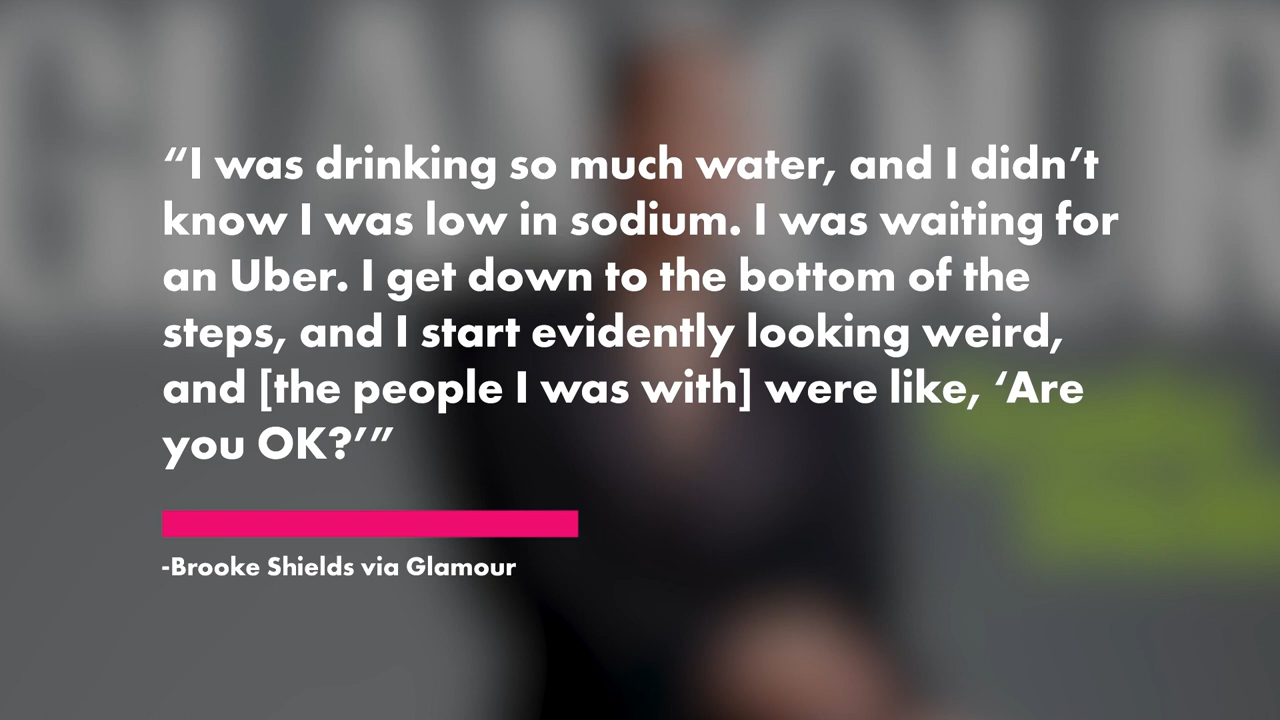 “I was drinking so much water, and I didn’t
know I was low in sodium. I was waiting for
an Uber. I get down to the bottom of the
steps, and I start evidently looking weird,
and [the people I was with] were like, ‘Are
you OK?’”
-Brooke Shields via Glamour